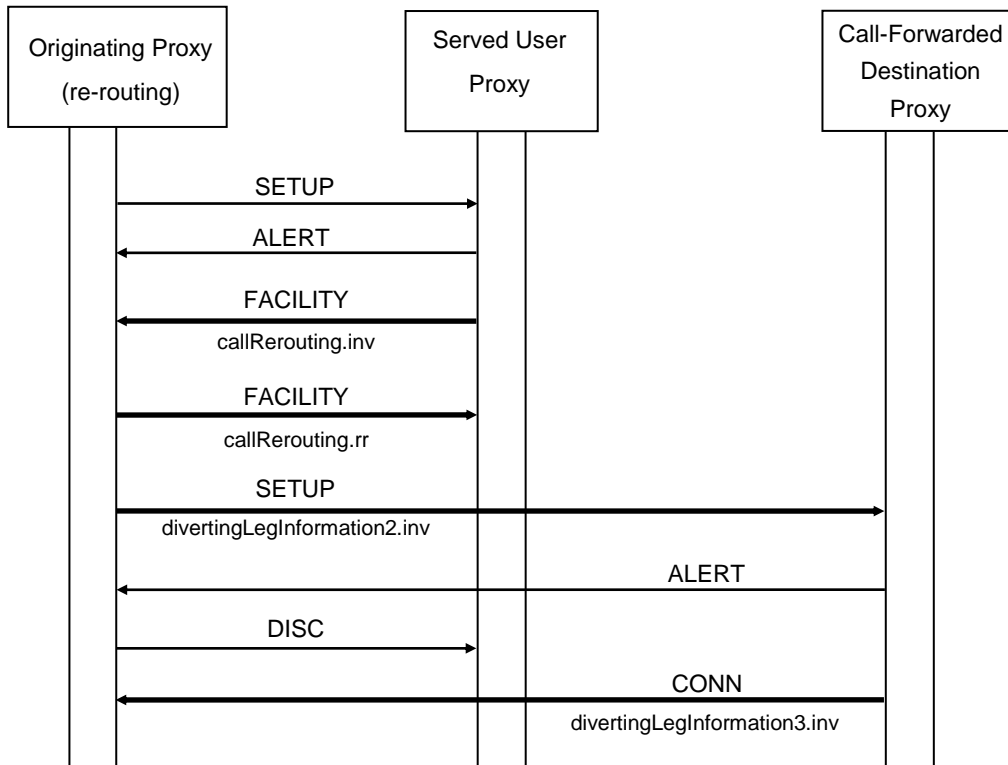 Originating Proxy
(re-routing)
Served User
Proxy
Call-Forwarded
Destination
Proxy
SETUP
ALERT
FACILITY
callRerouting.inv
FACILITY
callRerouting.rr
SETUP
divertingLegInformation2.inv
ALERT
DISC
CONN
divertingLegInformation3.inv